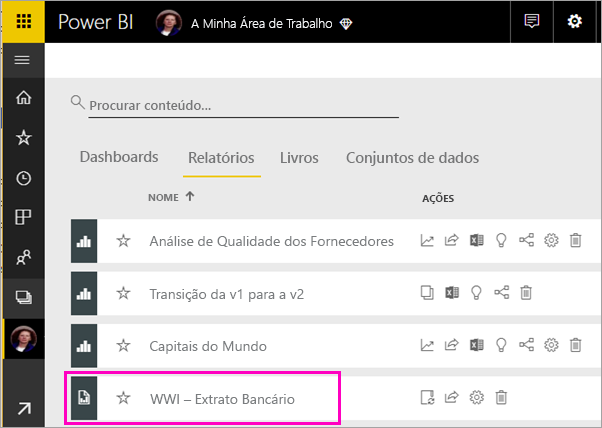 Power BI A Minha Área de Trabalho
Procurar conteúdo...
Dashboards Relatórios Livros Conjuntos de dados
NOME AÇÕES
Análise de Qualidade dos Fornecedores
Transição da v1 para a v2
Capitais do Mundo
WWI – Extrato Bancário